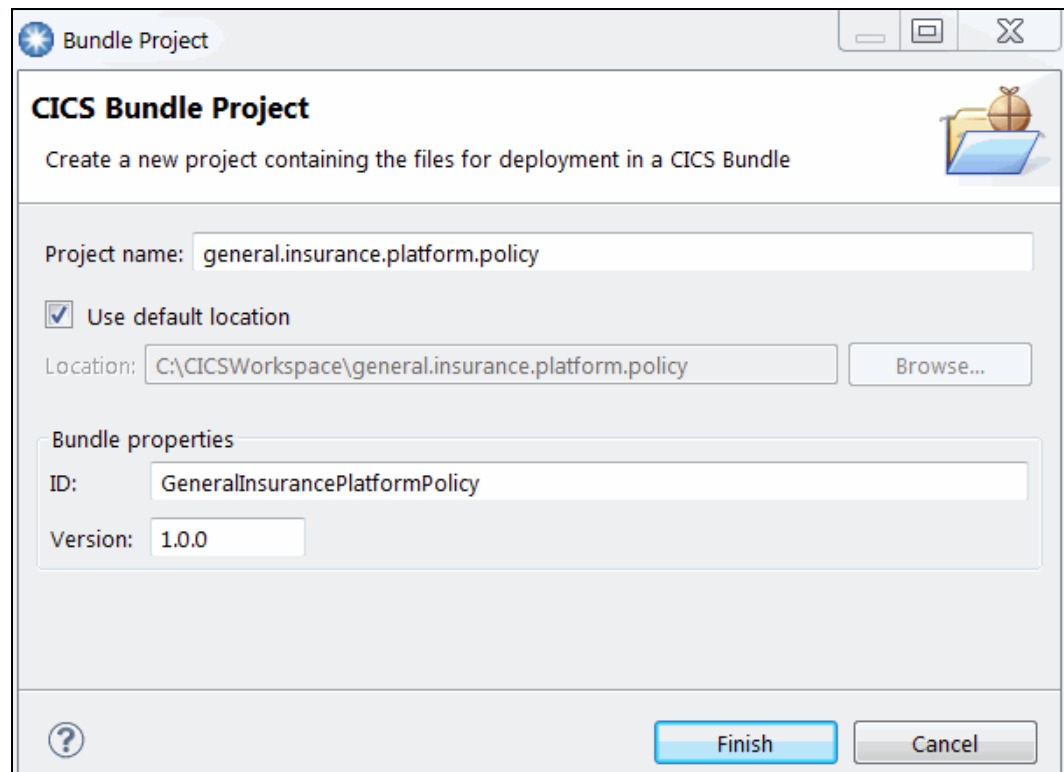 Bundle Project
CICS Bundle Project
Create a new project containing the files for deployment in a CICS Bundle
Project name: general.insurance.platform.policy
Use default location
Location: C:\CICSWorkspace\general.insurance.platform.policy Browse...
Bundle properties
ID: GeneralInsurancePlatformPolicy
Version: 1.0.0
? Finish Cancel